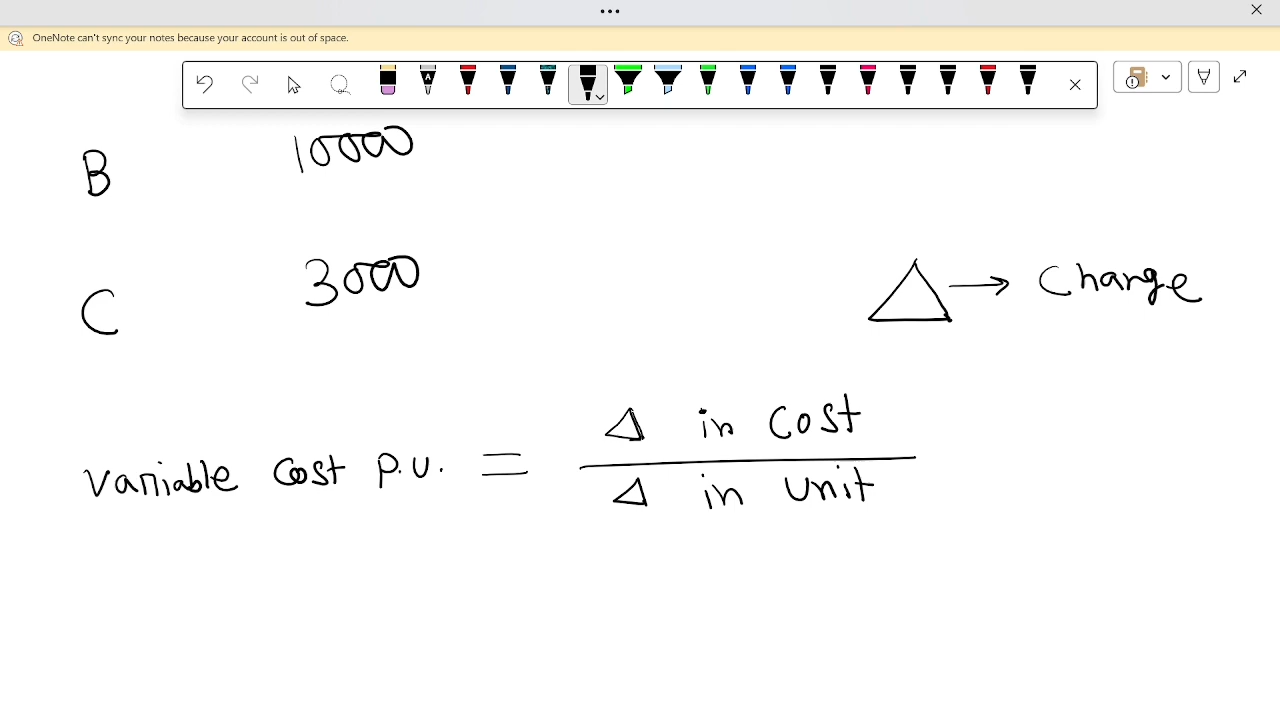 OneNote can't sync your notes because your account is out of space.
A
B 10000
C 3000
△ → Change
Variable cost p.u. = Δ in cost
Δ in unit